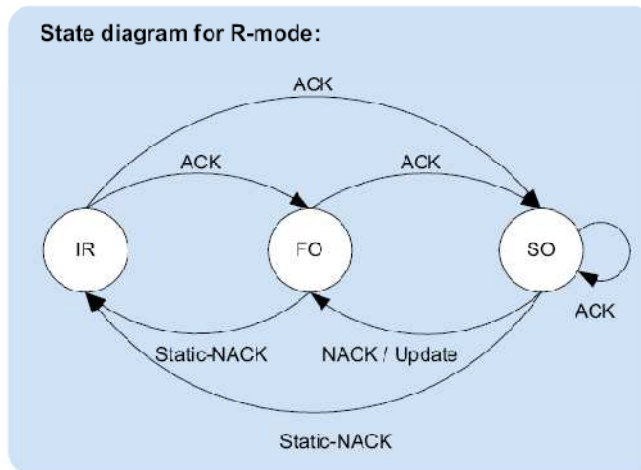 State diagram for R-mode:
ACK
ACK
ACK
IR
FO
SO
ACK
Static-NACK
NACK / Update
Static-NACK